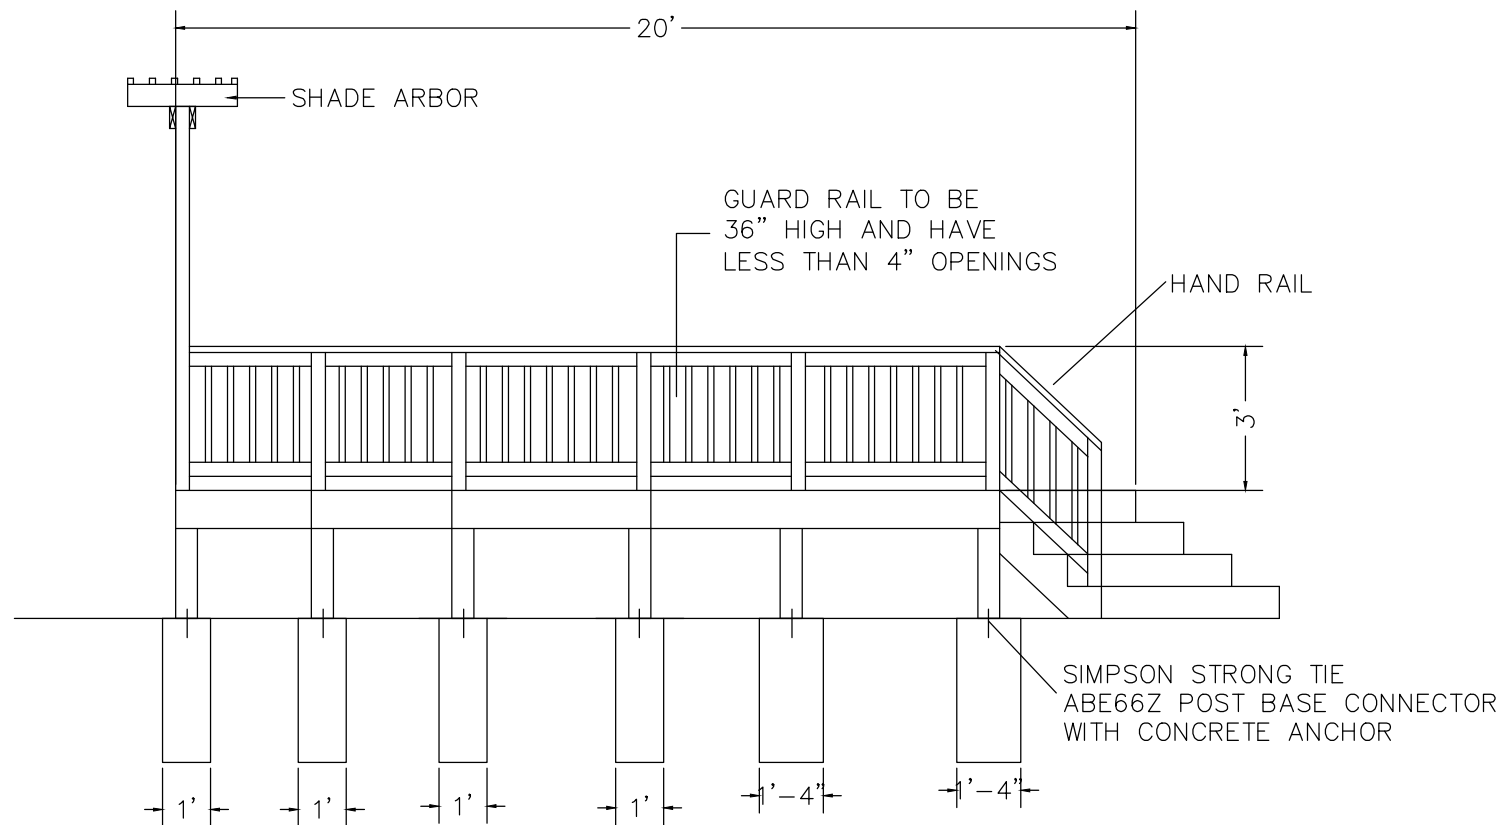 20'
SHADE ARBOR
GUARD RAIL TO BE
36" HIGH AND HAVE
LESS THAN 4" OPENINGS
HAND RAIL
3'
SIMPSON STRONG TIE
ABE66Z POST BASE CONNECTOR
WITH CONCRETE ANCHOR
1'
1'
1'
1'
1'-4"
1'-4"